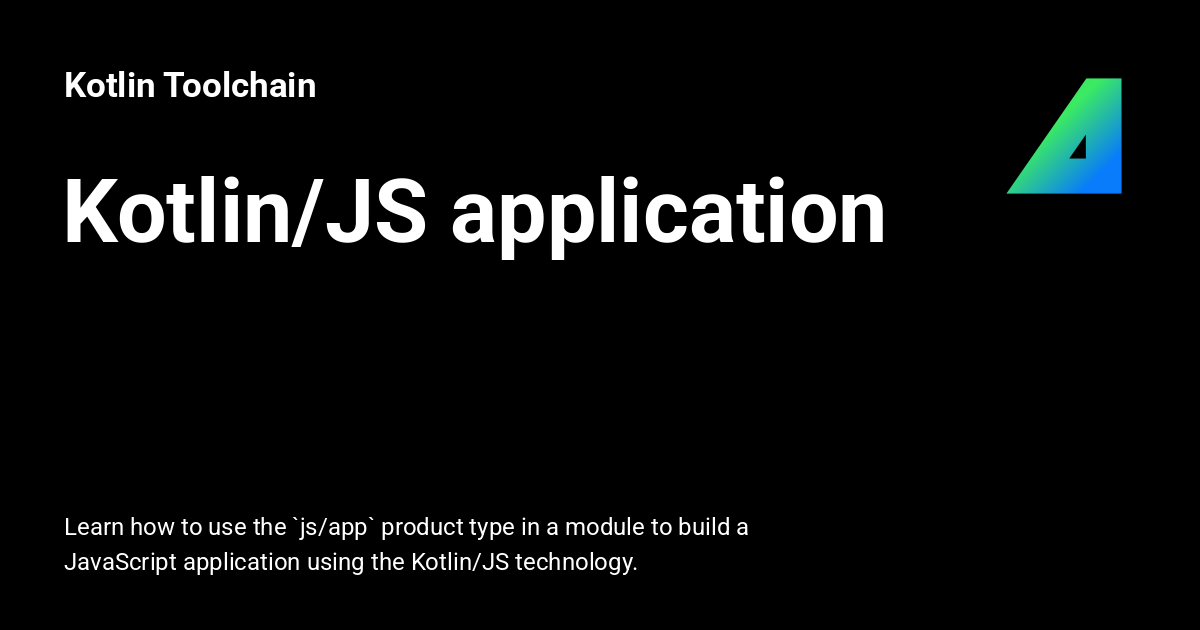 Kotlin Toolchain
Kotlin/JS application
Learn how to use the `js/app` product type in a module to build a
JavaScript application using the Kotlin/JS technology.